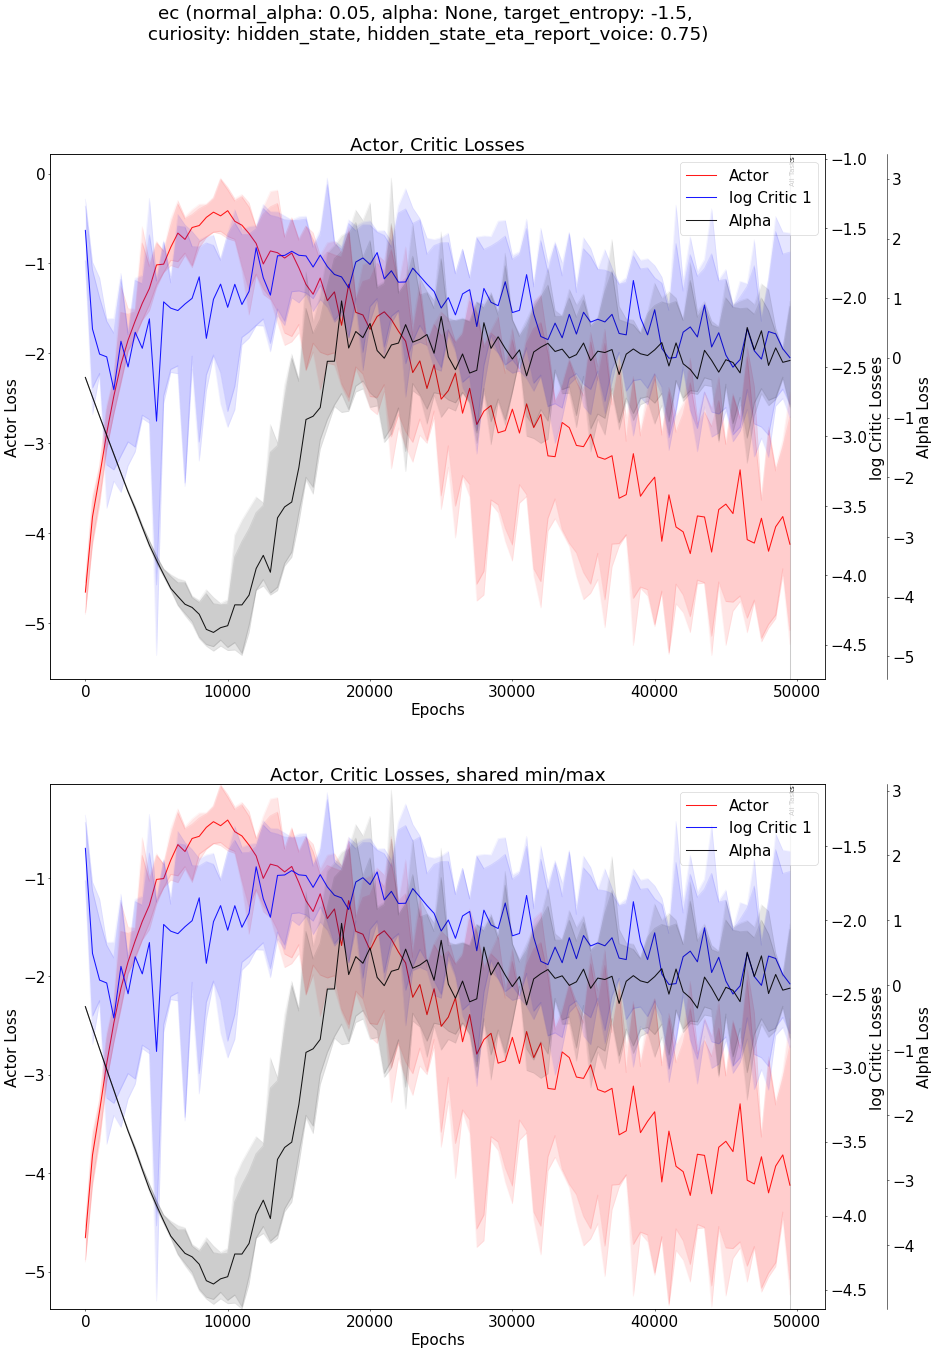 ec (normal_alpha: 0.05, alpha: None, target_entropy: -1.5,
curiosity: hidden_state, hidden_state_eta_report_voice: 0.75)
Actor, Critic Losses
Actor
log Critic 1
Alpha
All Tasks
0
−1
−2
−3
−4
−5
Actor Loss
−1.0
−1.5
−2.0
−2.5
−3.0
−3.5
−4.0
−4.5
log Critic Losses
3
2
1
0
−1
−2
−3
−4
−5
Alpha Loss
0 10000 20000 30000 40000 50000
Epochs
Actor, Critic Losses, shared min/max
Actor
log Critic 1
Alpha
All Tasks
−1
−2
−3
−4
−5
Actor Loss
−1.5
−2.0
−2.5
−3.0
−3.5
−4.0
−4.5
log Critic Losses
3
2
1
0
−1
−2
−3
−4
Alpha Loss
0 10000 20000 30000 40000 50000
Epochs